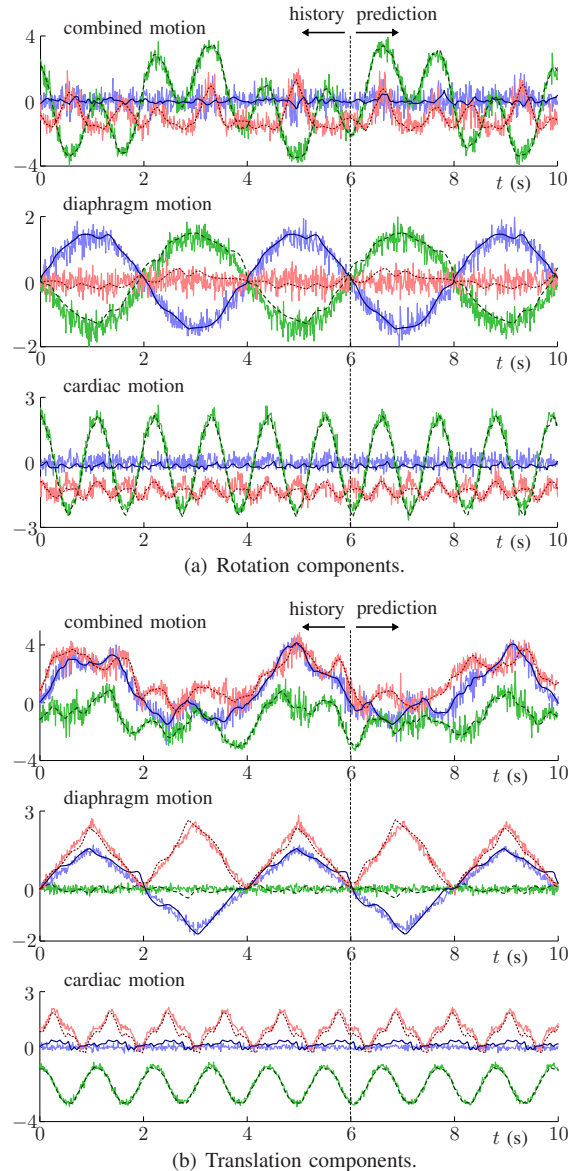 combined motion
history prediction
4
0
−4
0 2 4 6 8 10
t (s)
diaphragm motion
2
0
−2
0 2 4 6 8 10
t (s)
cardiac motion
3
0
−3
0 2 4 6 8 10
t (s)
(a) Rotation components.
combined motion
history prediction
4
0
−4
0 2 4 6 8 10
t (s)
diaphragm motion
3
0
−2
0 2 4 6 8 10
t (s)
cardiac motion
3
0
−4
0 2 4 6 8 10
t (s)
(b) Translation components.